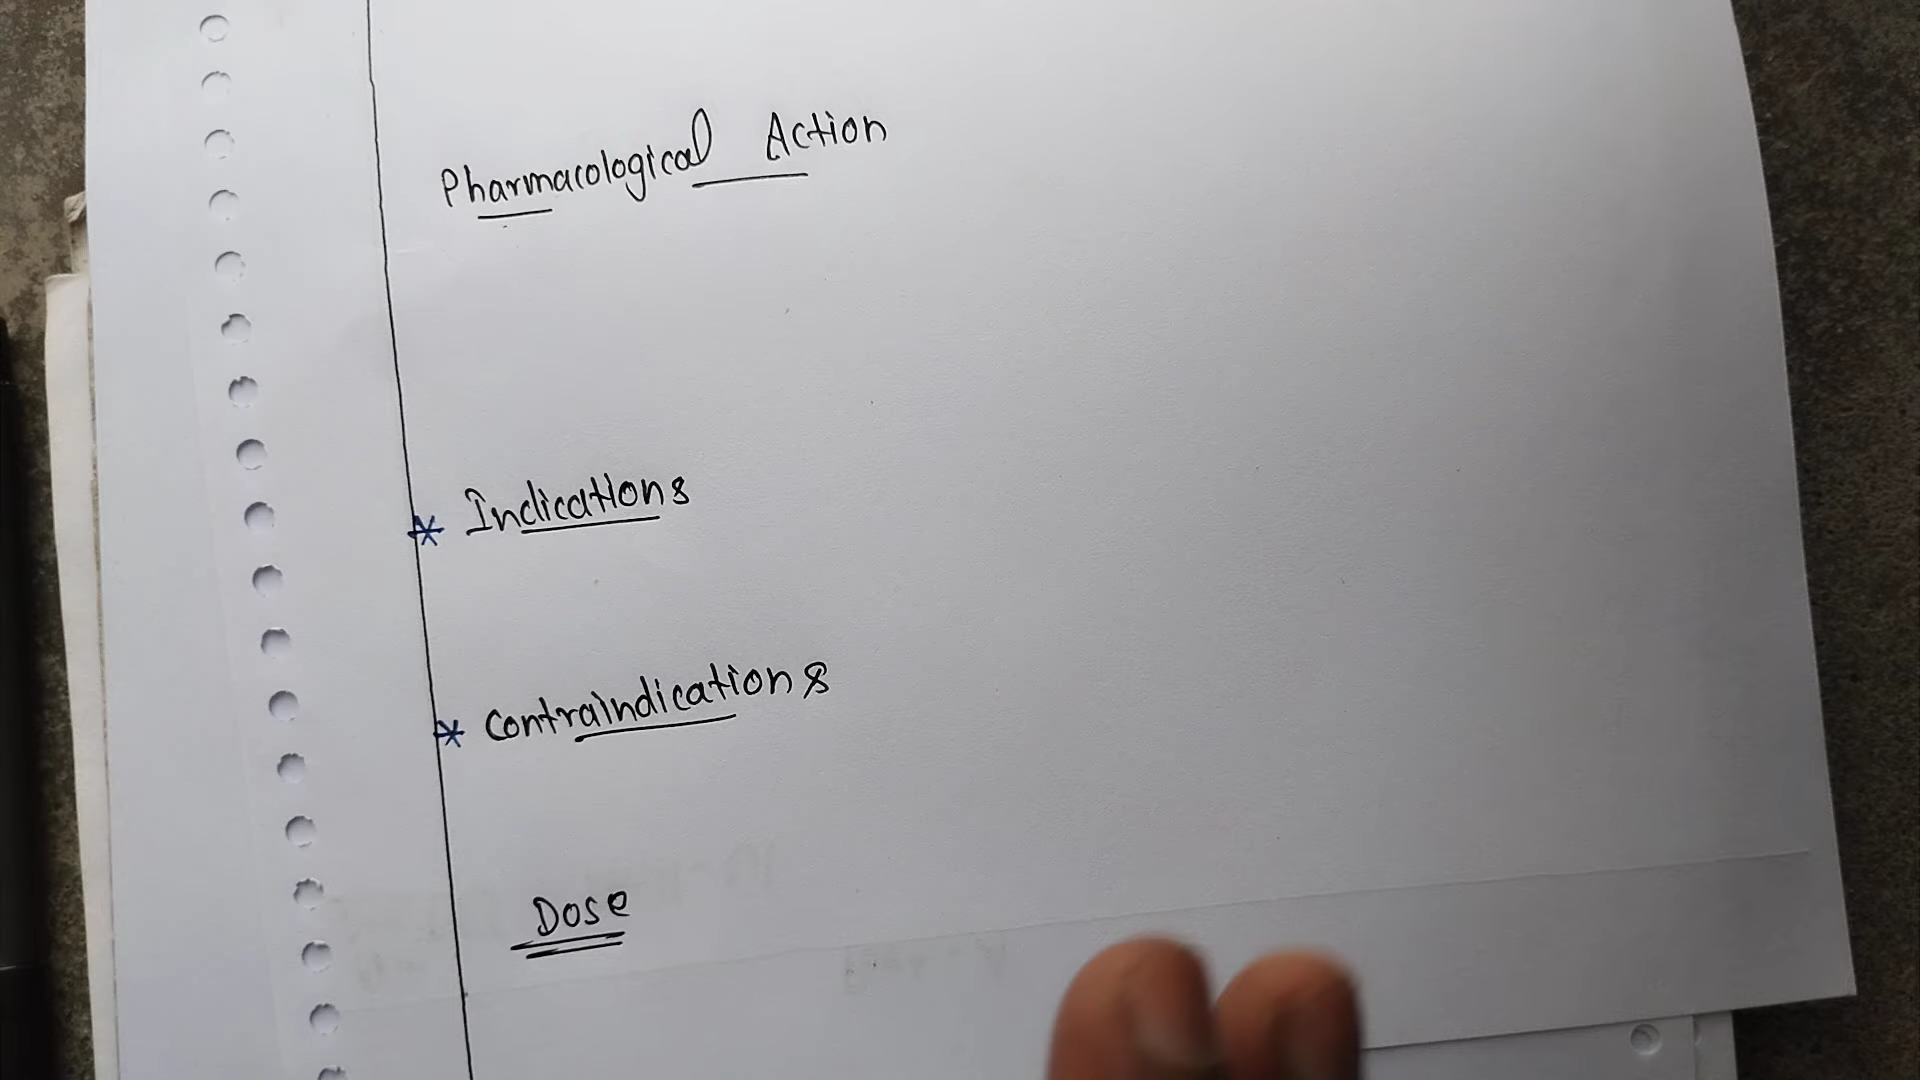 Pharmacological Action
* Indications
* Contraindications
Dose